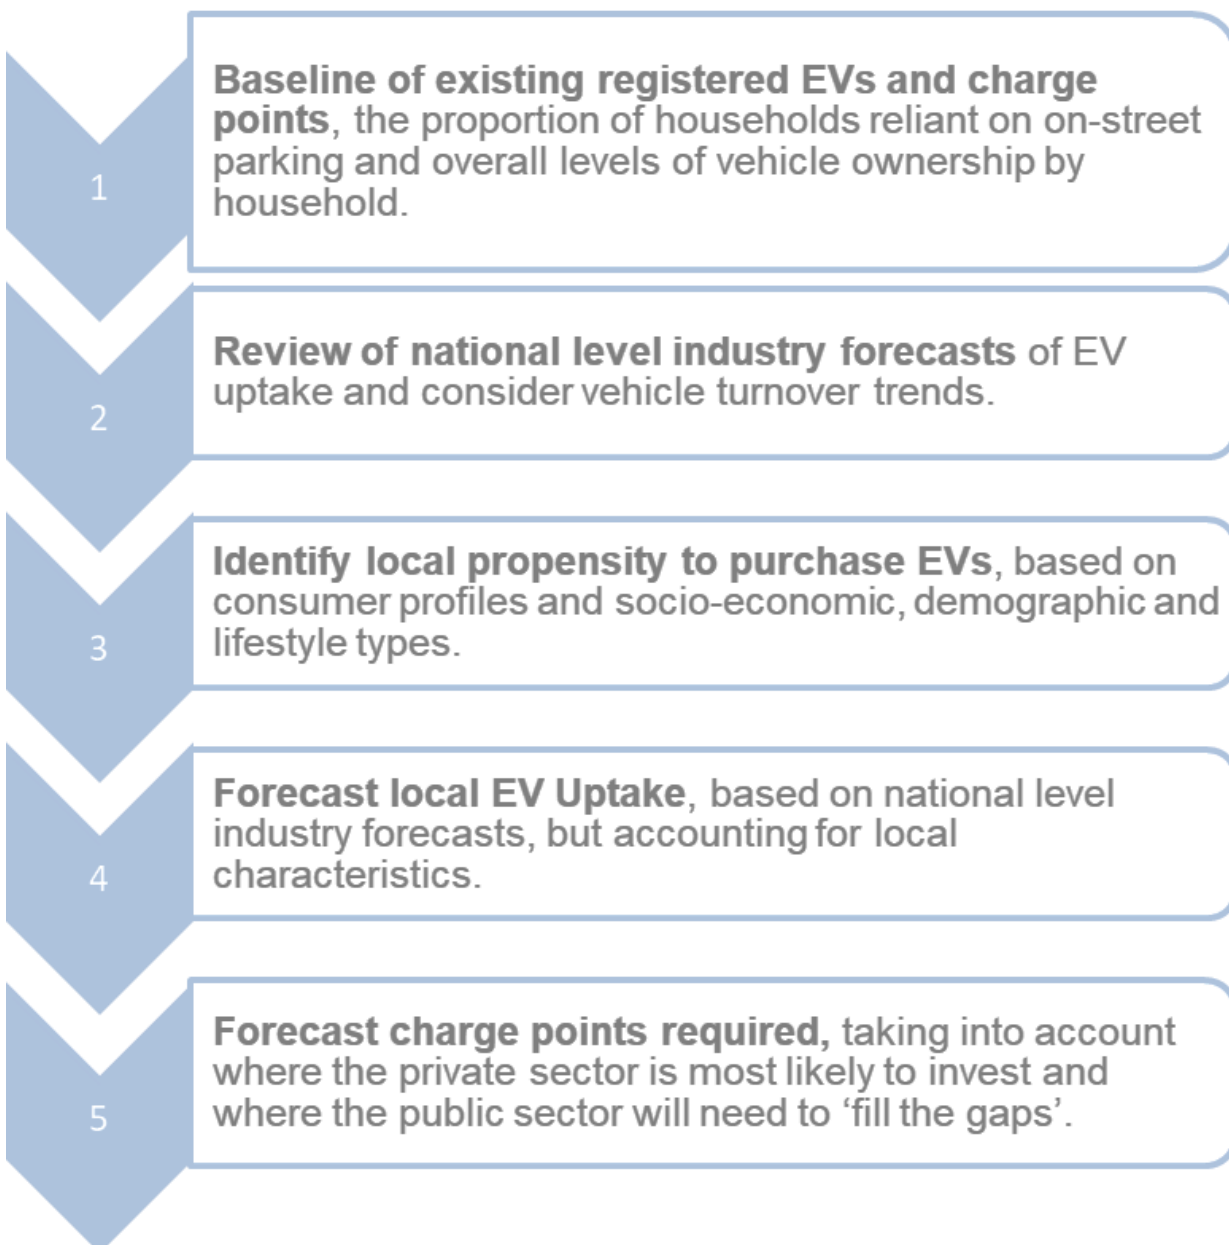 1
Baseline of existing registered EVs and charge
points, the proportion of households reliant on on-street
parking and overall levels of vehicle ownership by
household.
2
Review of national level industry forecasts of EV
uptake and consider vehicle turnover trends.
3
Identify local propensity to purchase EVs, based on
consumer profiles and socio-economic, demographic and
lifestyle types.
4
Forecast local EV Uptake, based on national level
industry forecasts, but accounting for local
characteristics.
5
Forecast charge points required, taking into account
where the private sector is most likely to invest and
where the public sector will need to ‘fill the gaps’.